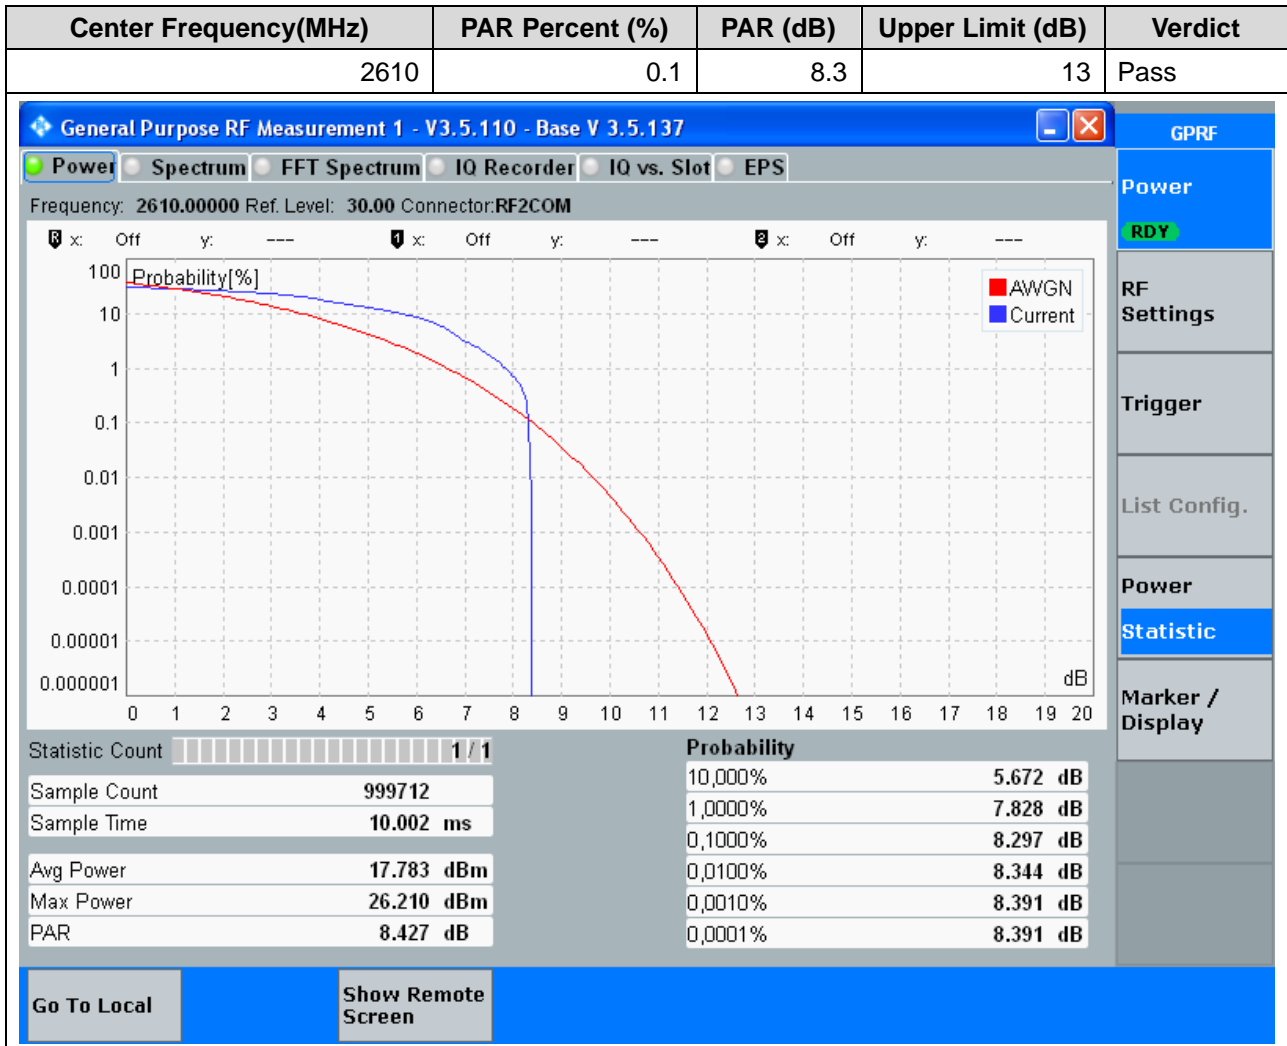 Center Frequency(MHz) PAR Percent (%) PAR (dB) Upper Limit (dB) Verdict
2610 0.1 8.3 13 Pass
General Purpose RF Measurement 1 - V3.5.110 - Base V 3.5.137
GPRF
Power Spectrum FFT Spectrum IQ Recorder IQ vs. Slot EPS
Frequency: 2610.00000 Ref. Level: 30.00 Connector:RF2COM
R x: Off y: --- 1 x: Off y: --- 2 x: Off y: ---
Probability[%]
100
10
1
0.1
0.01
0.001
0.0001
0.00001
0.000001
AWGN
Current
dB
0 1 2 3 4 5 6 7 8 9 10 11 12 13 14 15 16 17 18 19 20
Statistic Count 1 / 1
Sample Count 999712
Sample Time 10.002 ms
Avg Power 17.783 dBm
Max Power 26.210 dBm
PAR 8.427 dB
Probability
10,000% 5.672 dB
1,0000% 7.828 dB
0,1000% 8.297 dB
0,0100% 8.344 dB
0,0010% 8.391 dB
0,0001% 8.391 dB
Power
RDY
RF
Settings
Trigger
List Config.
Power
Statistic
Marker /
Display
Go To Local
Show Remote
Screen